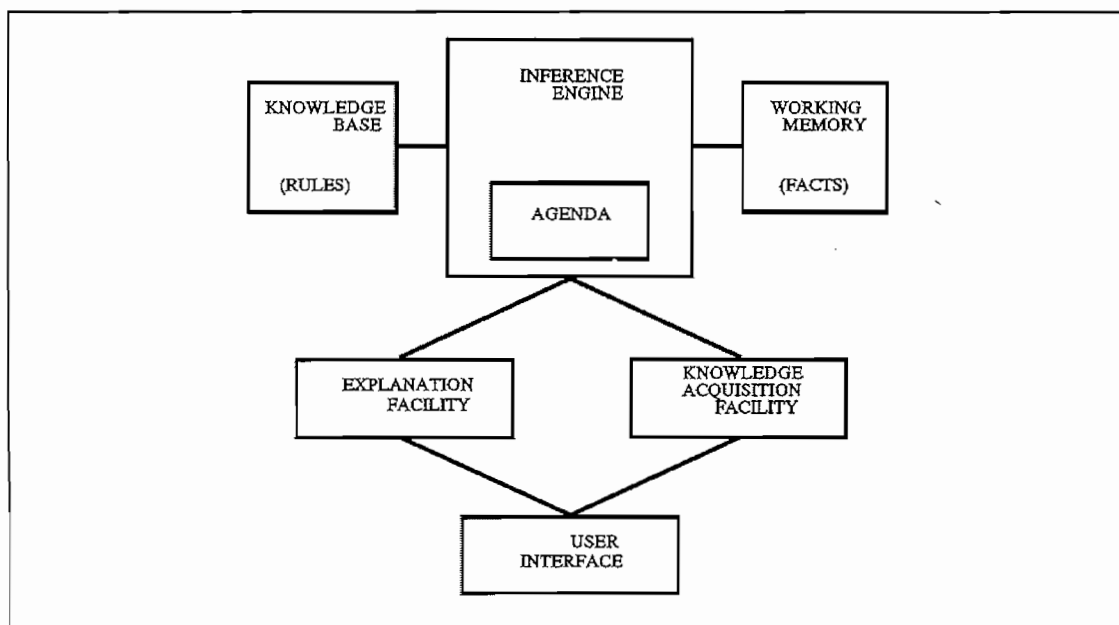 INFERENCE
ENGINE
KNOWLEDGE
BASE
(RULES)
WORKING
MEMORY
(FACTS)
AGENDA
EXPLANATION
FACILITY
KNOWLEDGE
ACQUISITION
FACILITY
USER
INTERFACE